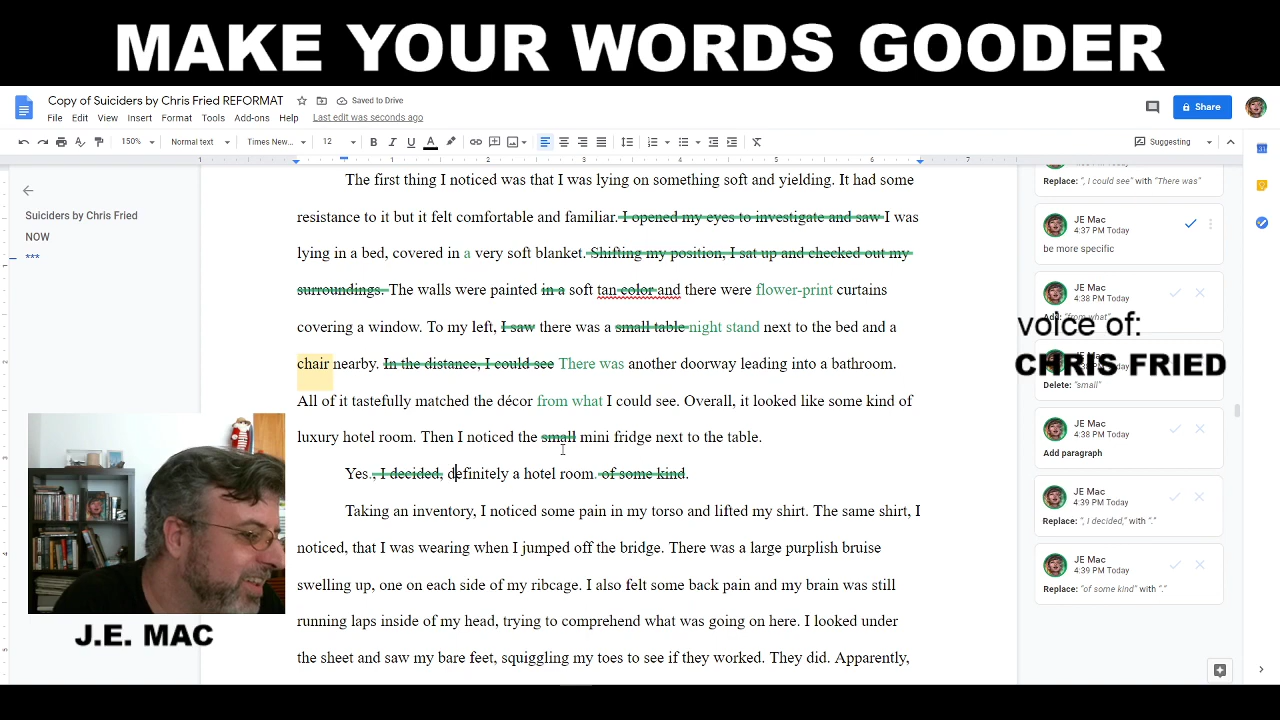 MAKE YOUR WORDS GOODER
Copy of Suiciders by Chris Fried REFORMAT
Saved to Drive
File Edit View Insert Format Tools Add-ons Help
Last edit was seconds ago
Share
150% Normal text Times New... 12
Suggesting
1 1 2 3 4 5 6 7
Suiciders by Chris Fried
NOW
***
The first thing I noticed was that I was lying on something soft and yielding. It had some
resistance to it but it felt comfortable and familiar. I opened my eyes to investigate and saw I was
lying in a bed, covered in a very soft blanket. Shifting my position, I sat up and checked out my
surroundings. The walls were painted in a soft tan color and there were flower-print curtains
covering a window. To my left, I saw there was a small table night stand next to the bed and a
chair nearby. In the distance, I could see There was another doorway leading into a bathroom.
All of it tastefully matched the décor from what I could see. Overall, it looked like some kind of
luxury hotel room. Then I noticed the small mini fridge next to the table.
Yes., I decided, definitely a hotel room. of some kind.
Taking an inventory, I noticed some pain in my torso and lifted my shirt. The same shirt, I
noticed, that I was wearing when I jumped off the bridge. There was a large purplish bruise
swelling up, one on each side of my ribcage. I also felt some back pain and my brain was still
running laps inside of my head, trying to comprehend what was going on here. I looked under
the sheet and saw my bare feet, squiggling my toes to see if they worked. They did. Apparently,
Replace: ", I could see" with "There was"
JE Mac
4:37 PM Today
be more specific
JE Mac
4:38 PM Today
Add: "from what"
voice of:
CHRIS FRIED
Delete: "small"
JE Mac
4:38 PM Today
Add paragraph
JE Mac
4:39 PM Today
Replace: ", I decided," with "."
JE Mac
4:39 PM Today
Replace: "of some kind" with "."
J.E. MAC